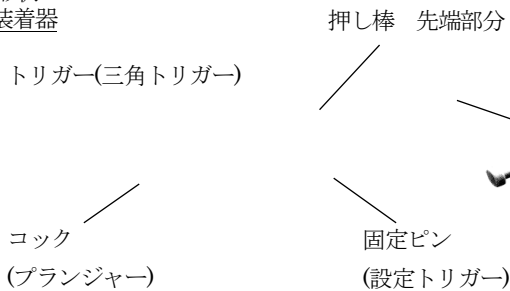 装着器
押し棒 先端部分
トリガー(三角トリガー)
コック
(プランジャー)
固定ピン
(設定トリガー)